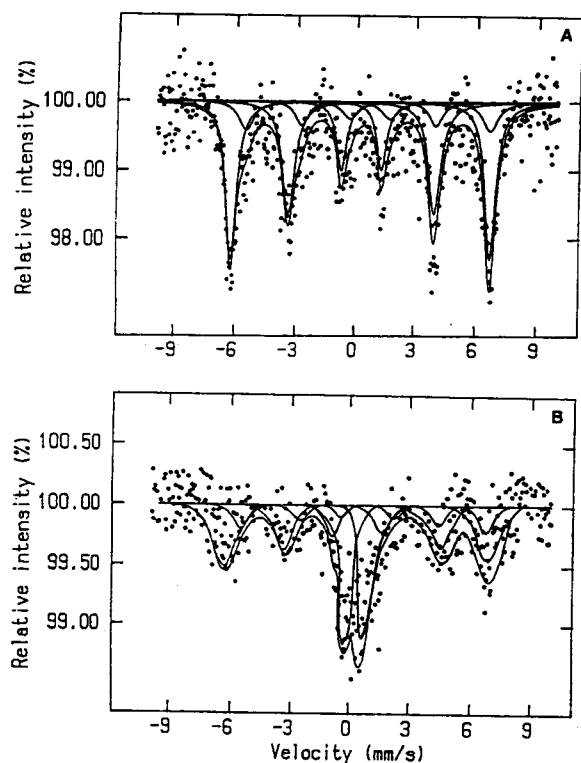 A
Relative intensity (%)
100.00
99.00
98.00
-9 -6 -3 0 3 6 9
B
Relative intensity (%)
100.50
100.00
99.50
99.00
-9 -6 -3 0 3 6 9
Velocity (mm/s)